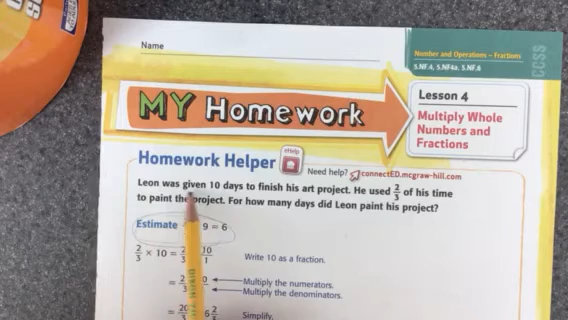 Name
Number and Operations – Fractions
5.NF.4, 5.NF.4a, 5.NF.6
CCSS
MY Homework
Lesson 4
Multiply Whole
Numbers and
Fractions
Homework Helper
eHelp
Need help? connectED.mcgraw-hill.com
Leon was given 10 days to finish his art project. He used 2/3 of his time
to paint the project. For how many days did Leon paint his project?
Estimate 9 = 6
2/3 × 10 = 10/1 Write 10 as a fraction.
= Multiply the numerators.
Multiply the denominators.
= 6 Simplify.